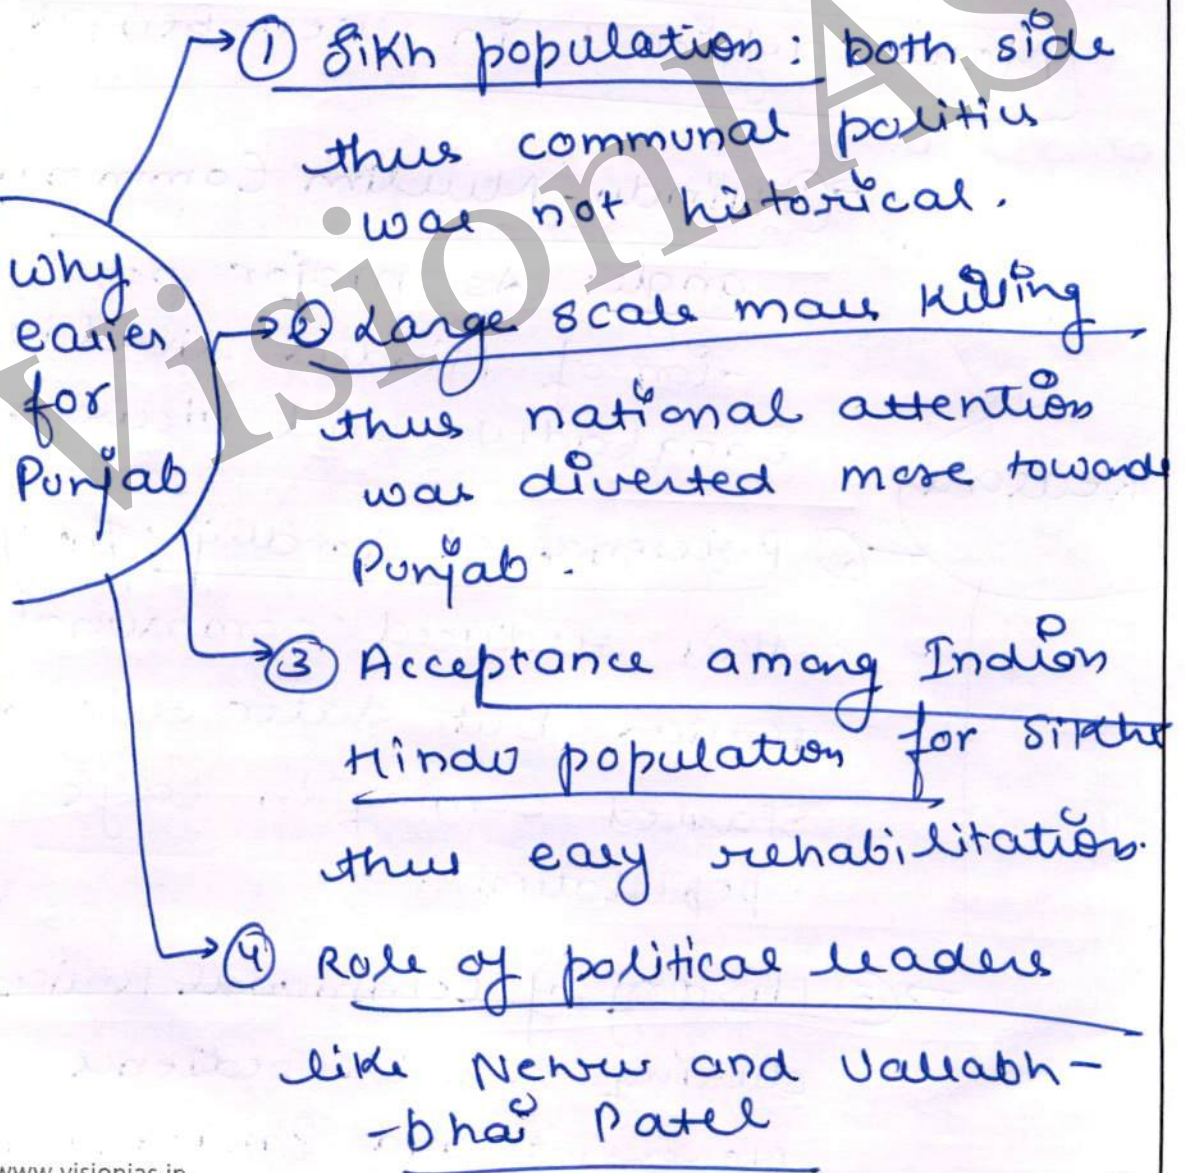 ① Sikh population : both side
thus communal politics
was not historical.
why
easier
for
Punjab
② Large scale mass killing
thus national attention
was diverted more towards
Punjab.
③ Acceptance among Indian
Hindu population for Sikhs
thus easy rehabilitation.
④ Role of political leaders
like Nehru and Vallabh-
-bhai Patel
VisionIAS
www.visionias.in